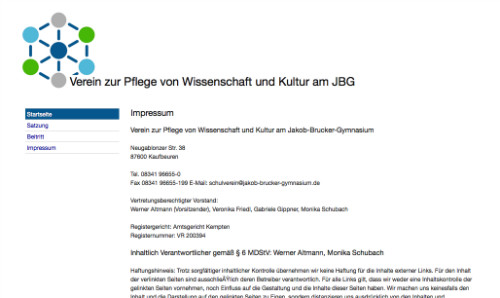 Verein zur Pflege von Wissenschaft und Kultur am JBG
Startseite
Satzung
Beitritt
Impressum
Impressum
Verein zur Pflege von Wissenschaft und Kultur am Jakob-Brucker-Gymnasium
Neugablonzer Str. 38
87600 Kaufbeuren
Tel. 08341 96655-0
Fax 08341 96655-199 E-Mail: schulverein@jakob-brucker-gymnasium.de
Vertretungsberechtigter Vorstand:
Werner Altmann (Vorsitzender), Veronika Friedl, Gabriele Gippner, Monika Schubach
Registergericht: Amtsgericht Kempten
Registernummer: VR 200394
Inhaltlich Verantwortlicher gemäß § 6 MDStV: Werner Altmann, Monika Schubach
Haftungshinweis: Trotz sorgfältiger inhaltlicher Kontrolle übernehmen wir keine Haftung für die Inhalte externer Links. Für den Inhalt
der verlinkten Seiten sind ausschließlich deren Betreiber verantwortlich. Für alle Links gilt, dass wir weder eine Inhaltskontrolle der
gelinkten Seiten vornehmen, noch Einfluss auf die Gestaltung und die Inhalte dieser Seiten haben. Wir machen uns keinesfalls den
Inhalt und die Darstellung auf den gelinkten Seiten zu Eigen, sondern distanzieren uns ausdrücklich von den Inhalten und